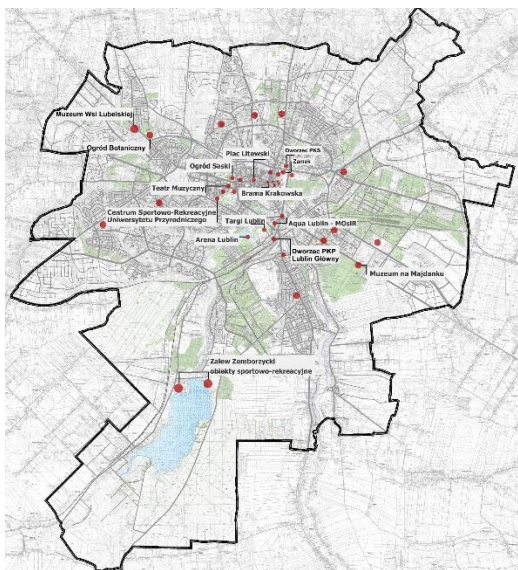 Muzeum Wsi Lubelskiej
Ogród Botaniczny
Plac Litewski
Dworzec PKS
Zamek
Ogród Saski
Teatr Muzyczny
Brama Krakowska
Centrum Sportowo-Rekreacyjne
Uniwersytetu Przyrodniczego
Targi Lublin
Aqua Lublin - MOsiR
Arena Lublin
Dworzec PKP
Lublin Główny
Muzeum na Majdanku
Zalew Zemborzycki
obiekty sportowo-rekreacyjne